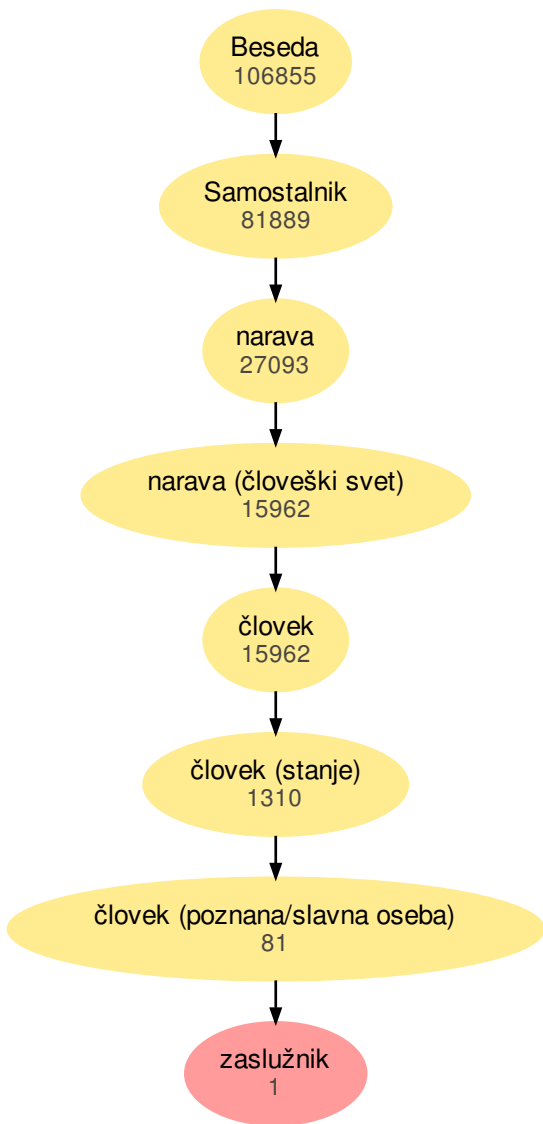 Beseda
106855
Samostalnik
81889
narava
27093
narava (človeški svet)
15962
človek
15962
človek (stanje)
1310
človek (poznana/slavna oseba)
81
zaslužnik
1